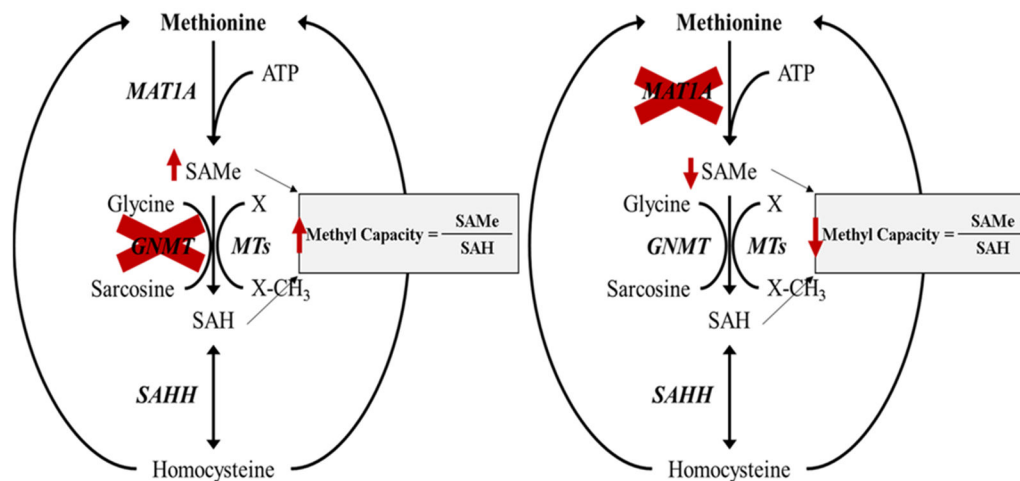 Methionine
ATP
MAT1A
SAMe
Glycine
X
GNMT
MTs
Methyl Capacity = SAMe
SAH
Sarcosine
X-CH₃
SAH
SAHH
Homocysteine
Methionine
ATP
MAT1A
SAMe
Glycine
X
GNMT
MTs
Methyl Capacity = SAMe
SAH
Sarcosine
X-CH₃
SAH
SAHH
Homocysteine